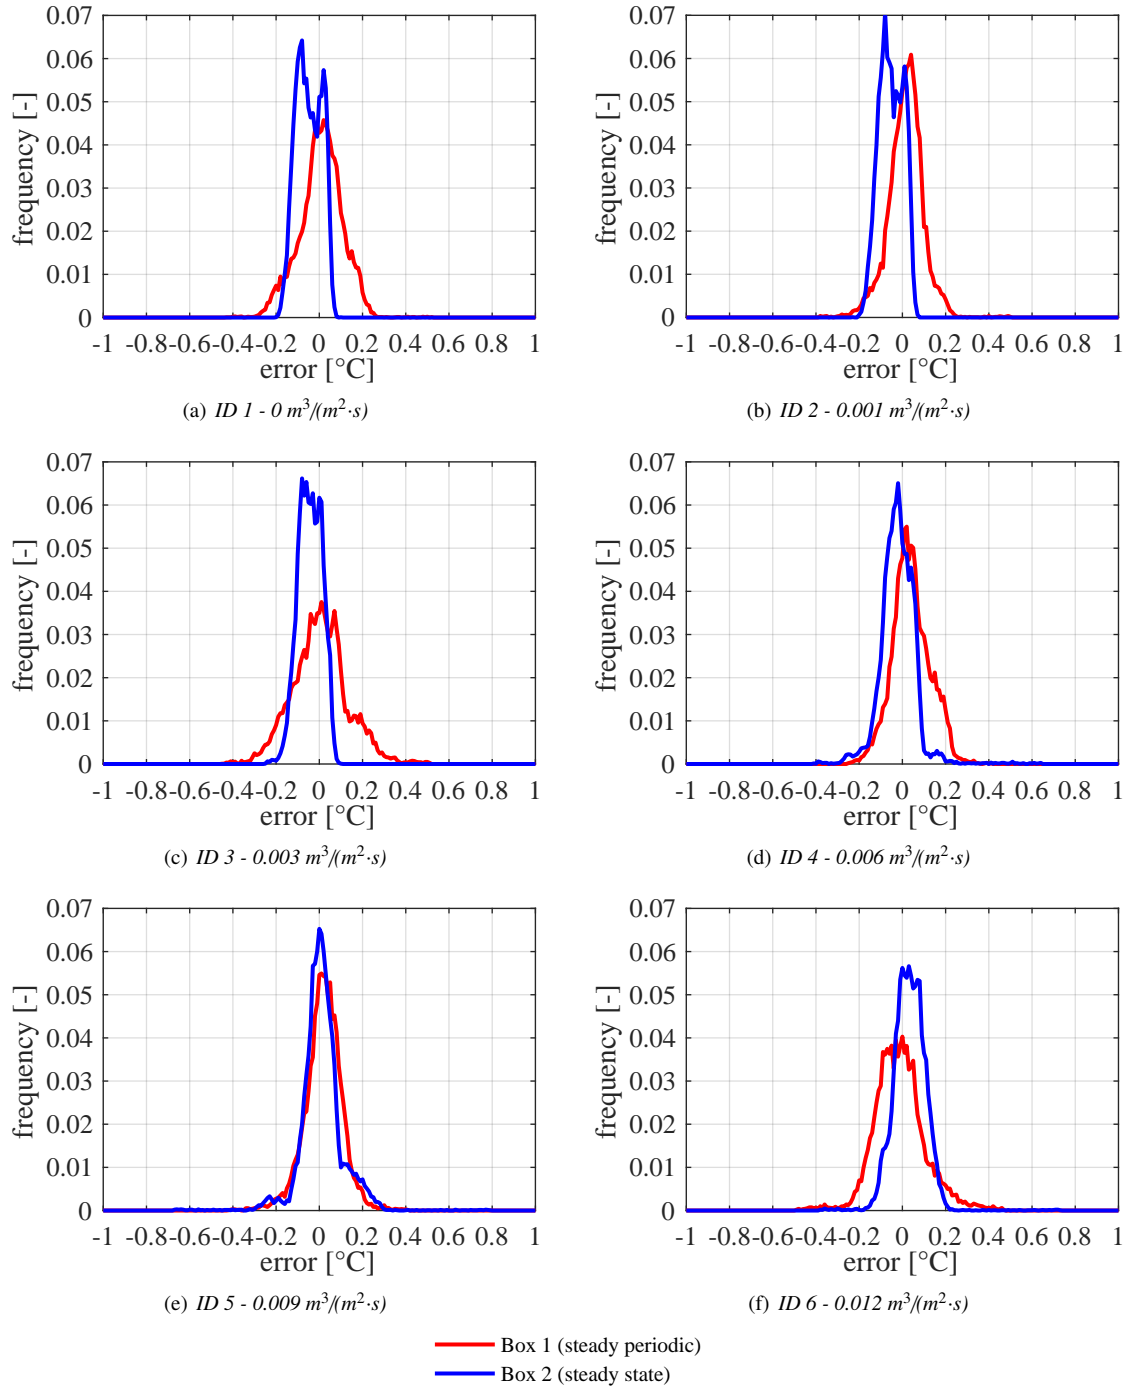 0.07
0.06
0.05
0.04
0.03
0.02
0.01
0
frequency [-]
-1 -0.8 -0.6 -0.4 -0.2 0 0.2 0.4 0.6 0.8 1
error [°C]
(a) ID 1 - 0 m³/(m²·s)
0.07
0.06
0.05
0.04
0.03
0.02
0.01
0
frequency [-]
-1 -0.8 -0.6 -0.4 -0.2 0 0.2 0.4 0.6 0.8 1
error [°C]
(b) ID 2 - 0.001 m³/(m²·s)
0.07
0.06
0.05
0.04
0.03
0.02
0.01
0
frequency [-]
-1 -0.8 -0.6 -0.4 -0.2 0 0.2 0.4 0.6 0.8 1
error [°C]
(c) ID 3 - 0.003 m³/(m²·s)
0.07
0.06
0.05
0.04
0.03
0.02
0.01
0
frequency [-]
-1 -0.8 -0.6 -0.4 -0.2 0 0.2 0.4 0.6 0.8 1
error [°C]
(d) ID 4 - 0.006 m³/(m²·s)
0.07
0.06
0.05
0.04
0.03
0.02
0.01
0
frequency [-]
-1 -0.8 -0.6 -0.4 -0.2 0 0.2 0.4 0.6 0.8 1
error [°C]
(e) ID 5 - 0.009 m³/(m²·s)
0.07
0.06
0.05
0.04
0.03
0.02
0.01
0
frequency [-]
-1 -0.8 -0.6 -0.4 -0.2 0 0.2 0.4 0.6 0.8 1
error [°C]
(f) ID 6 - 0.012 m³/(m²·s)
Box 1 (steady periodic)
Box 2 (steady state)